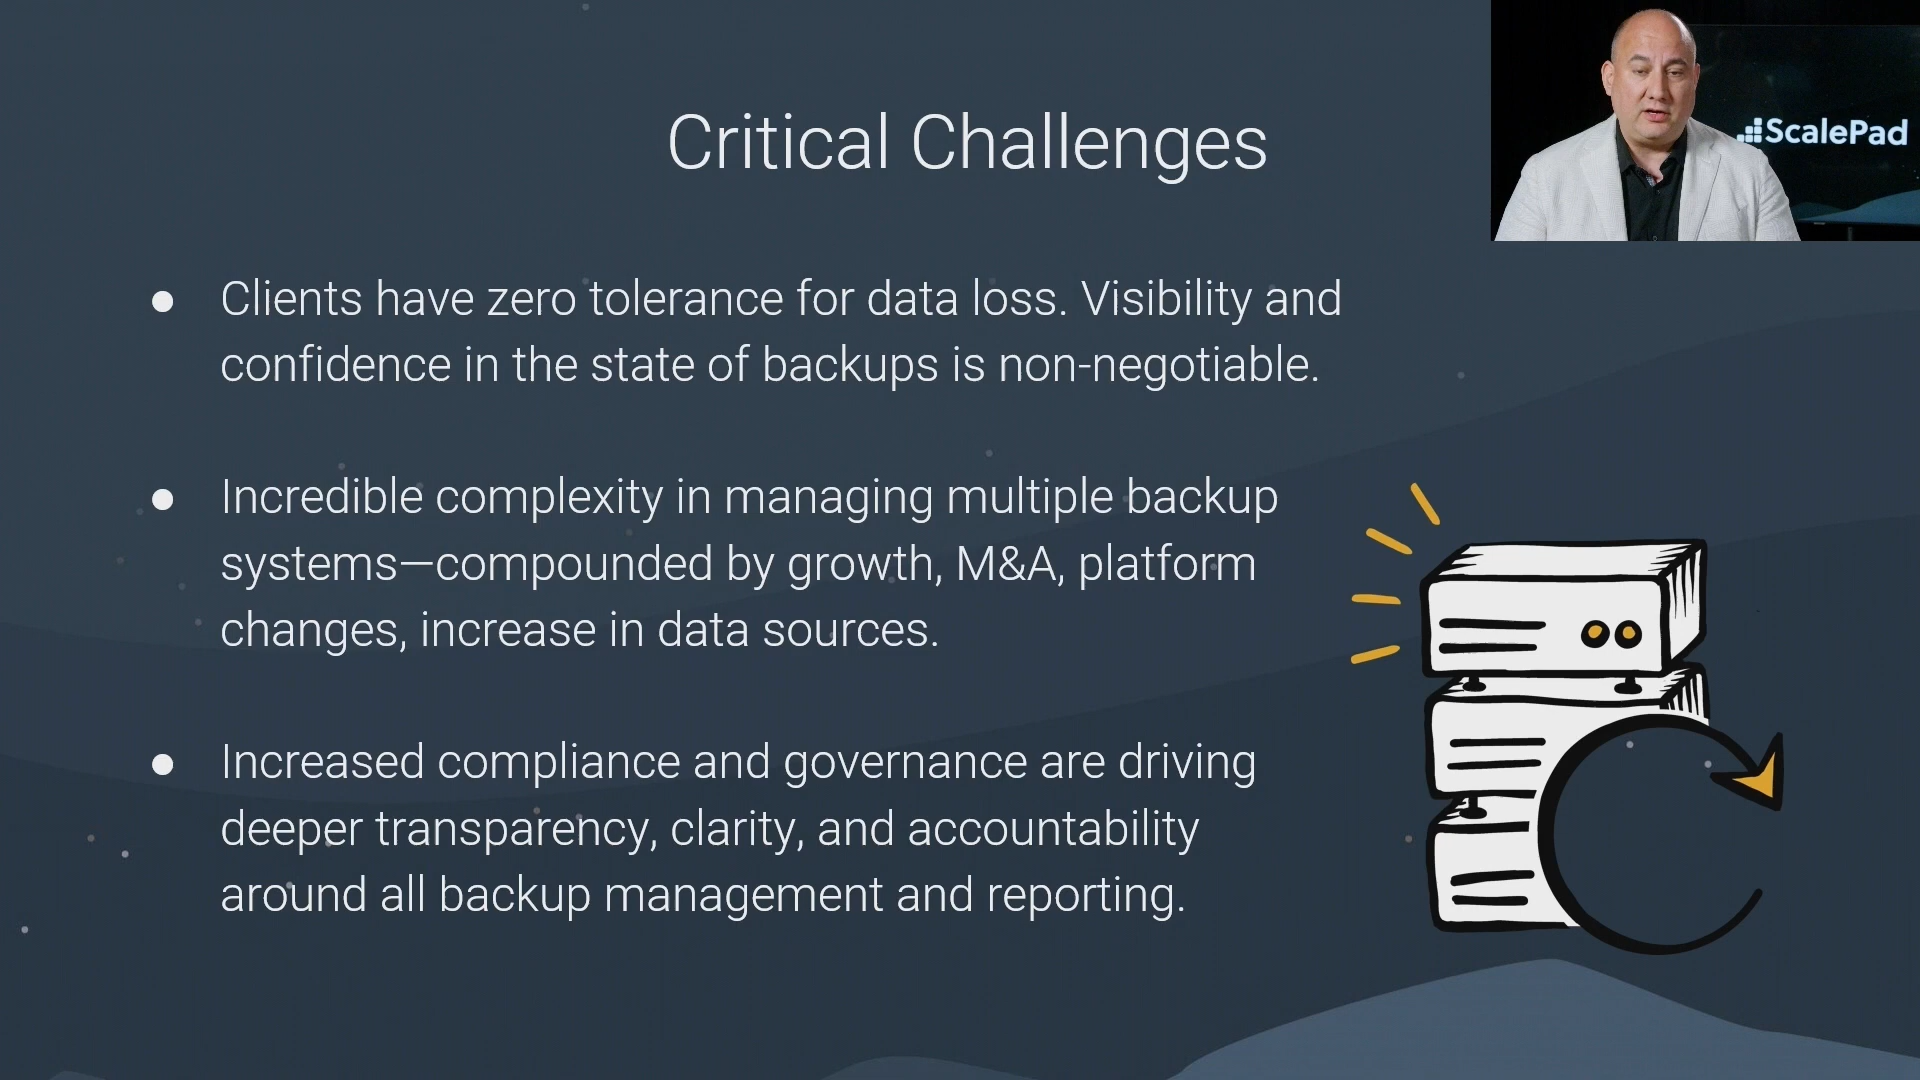 Critical Challenges
ScalePad
● Clients have zero tolerance for data loss. Visibility and
confidence in the state of backups is non-negotiable.
● Incredible complexity in managing multiple backup
systems—compounded by growth, M&A, platform
changes, increase in data sources.
● Increased compliance and governance are driving
deeper transparency, clarity, and accountability
around all backup management and reporting.